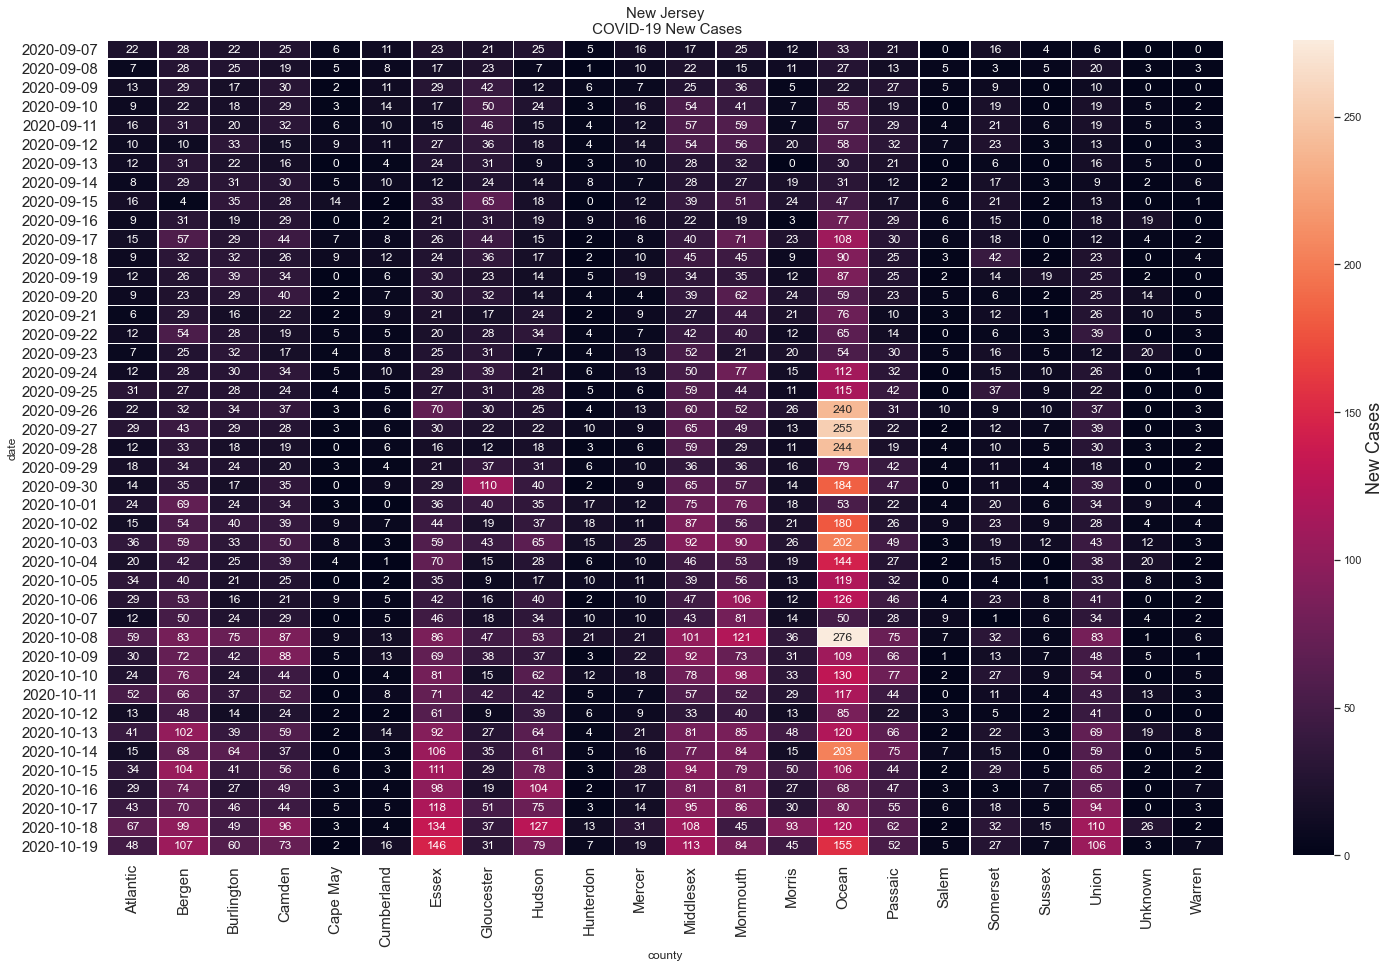 New Jersey
COVID-19 New Cases
2020-09-07 22 28 22 25 6 11 23 21 25 5 16 17 25 12 33 21 0 16 4 6 0 0
2020-09-08 7 28 25 19 5 8 17 23 7 1 10 22 15 11 27 13 5 3 5 20 3 3
2020-09-09 13 29 17 30 2 11 29 42 12 6 7 25 36 5 22 27 5 9 0 10 0 0
2020-09-10 9 22 18 29 3 14 17 50 24 3 16 54 41 7 55 19 0 19 0 19 5 2
2020-09-11 16 31 20 32 6 10 15 46 15 4 12 57 59 7 57 29 4 21 6 19 5 3
2020-09-12 10 10 33 15 9 11 27 36 18 4 14 54 56 20 58 32 7 23 3 13 0 3
2020-09-13 12 31 22 16 0 4 24 31 9 3 10 28 32 0 30 21 0 6 0 16 5 0
2020-09-14 8 29 31 30 5 10 12 24 14 8 7 28 27 19 31 12 2 17 3 9 2 6
2020-09-15 16 4 35 28 14 2 33 65 18 0 12 39 51 24 47 17 6 21 2 13 0 1
2020-09-16 9 31 19 29 0 2 21 31 19 9 16 22 19 3 77 29 6 15 0 18 19 0
2020-09-17 15 57 29 44 7 8 26 44 15 2 8 40 71 23 108 30 6 18 0 12 4 2
2020-09-18 9 32 32 26 9 12 24 36 17 2 10 45 45 9 90 25 3 42 2 23 0 4
2020-09-19 12 26 39 34 0 6 30 23 14 5 19 34 35 12 87 25 2 14 19 25 2 0
2020-09-20 9 23 29 40 2 7 30 32 14 4 4 39 62 24 59 23 5 6 2 25 14 0
2020-09-21 6 29 16 22 2 9 21 17 24 2 9 27 44 21 76 10 3 12 1 26 10 5
2020-09-22 12 54 28 19 5 5 20 28 34 4 7 42 40 12 65 14 0 6 3 39 0 3
2020-09-23 7 25 32 17 4 8 25 31 7 4 13 52 21 20 54 30 5 16 5 12 20 0
2020-09-24 12 28 30 34 5 10 29 39 21 6 13 50 77 15 112 32 0 15 10 26 0 1
2020-09-25 31 27 28 24 4 5 27 31 28 5 6 59 44 11 115 42 0 37 9 22 0 0
2020-09-26 22 32 34 37 3 6 70 30 25 4 13 60 52 26 240 31 10 9 10 37 0 3
2020-09-27 29 43 29 28 3 6 30 22 22 10 9 65 49 13 255 22 2 12 7 39 0 3
2020-09-28 12 33 18 19 0 6 16 12 18 3 6 59 29 11 244 19 4 10 5 30 3 2
2020-09-29 18 34 24 20 3 4 21 37 31 6 10 36 36 16 79 42 4 11 4 18 0 2
2020-09-30 14 35 17 35 0 9 29 110 40 2 9 65 57 14 184 47 0 11 4 39 0 0
2020-10-01 24 69 24 34 3 0 36 40 35 17 12 75 76 18 53 22 4 20 6 34 9 4
2020-10-02 15 54 40 39 9 7 44 19 37 18 11 87 56 21 180 26 9 23 9 28 4 4
2020-10-03 36 59 33 50 8 3 59 43 65 15 25 92 90 26 202 49 3 19 12 43 12 3
2020-10-04 20 42 25 39 4 1 70 15 28 6 10 46 53 19 144 27 2 15 0 38 20 2
2020-10-05 34 40 21 25 0 2 35 9 17 10 11 39 56 13 119 32 0 4 1 33 8 3
2020-10-06 29 53 16 21 9 5 42 16 40 2 10 47 106 12 126 46 4 23 8 41 0 2
2020-10-07 12 50 24 29 0 5 46 18 34 10 10 43 81 14 50 28 9 1 6 34 4 2
2020-10-08 59 83 75 87 9 13 86 47 53 21 21 101 121 36 276 75 7 32 6 83 1 6
2020-10-09 30 72 42 88 5 13 69 38 37 3 22 92 73 31 109 66 1 13 7 48 5 1
2020-10-10 24 76 24 44 0 4 81 15 62 12 18 78 98 33 130 77 2 27 9 54 0 5
2020-10-11 52 66 37 52 0 8 71 42 42 5 7 57 52 29 117 44 0 11 4 43 13 3
2020-10-12 13 48 14 24 2 2 61 9 39 6 9 33 40 13 85 22 3 5 2 41 0 0
2020-10-13 41 102 39 59 2 14 92 27 64 4 21 81 85 48 120 66 2 22 3 69 19 8
2020-10-14 15 68 64 37 0 3 106 35 61 5 16 77 84 15 203 75 7 15 0 59 0 5
2020-10-15 34 104 41 56 6 3 111 29 78 3 28 94 79 50 106 44 2 29 5 65 2 2
2020-10-16 29 74 27 49 3 4 98 19 104 2 17 81 81 27 68 47 3 3 7 65 0 7
2020-10-17 43 70 46 44 5 5 118 51 75 3 14 95 86 30 80 55 6 18 5 94 0 3
2020-10-18 67 99 49 96 3 4 134 37 127 13 31 108 45 93 120 62 2 32 15 110 26 2
2020-10-19 48 107 60 73 2 16 146 31 79 7 19 113 84 45 155 52 5 27 7 106 3 7
date
Atlantic Bergen Burlington Camden Cape May Cumberland Essex Gloucester Hudson Hunterdon Mercer Middlesex Monmouth Morris Ocean Passaic Salem Somerset Sussex Union Unknown Warren
county
250
200
150
100
50
0
New Cases